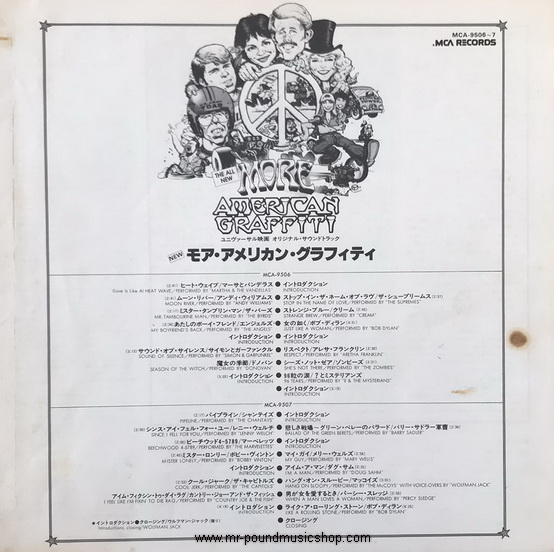 MCA-9506~7
MCA RECORDS
THE ALL NEW
MORE
AMERICAN
GRAFFITI
ユニヴァーサル映画 オリジナル・サウンドトラック
NEW モア・アメリカン・グラフィティ
MCA-9506
ヒート・ウェイブ/マーサとバンデラス ● イントロダクション
(Love Is Like A) HEAT WAVE/PERFORMED BY "MARTHA & THE VANDELLAS" INTRODUCTION
ムーン・リバー/アンディ・ウィリアムス ● ストップ・イン・ザ・ネーム・オブ・ラヴ/ザ・シュープリームス
MOON RIVER/PERFORMED BY "ANDY WILLIAMS" STOP IN THE NAME OF LOVE/PERFORMED BY "THE SUPREMES"
ミスター・タンブリン・マン/ザ・バーズ ● ストレンジ・ブルー/クリーム
MR. TAMBOURINE MAN/PERFORMED BY "THE BYRDS" STRANGE BREW/PERFORMED BY "CREAM"
あたしのボーイ・フレンド/エンジェルズ ● 女の如く/ボブ・ディラン
MY BOYFRIEND'S BACK/PERFORMED BY "THE ANGELS" JUST LIKE A WOMAN/PERFORMED BY "BOB DYLAN"
イントロダクション ● イントロダクション
INTRODUCTION INTRODUCTION
サウンド・オブ・サイレンス/サイモンとガーファンクル ● リスペクト/アレサ・フランクリン
SOUND OF SILENCE/PERFORMED BY "SIMON & GARFUNKEL" RESPECT/PERFORMED BY "ARETHA FRANKLIN"
魔女の季節/ドノバン ● シーズ・ノット・ゼア/ゾンビーズ
SEASON OF THE WITCH/PERFORMED BY "DONOVAN" SHE'S NOT THERE/PERFORMED BY "THE ZOMBIES"
イントロダクション ● 96粒の涙/?とミステリアンズ
INTRODUCTION 96 TEARS/PERFORMED BY "? & THE MYSTERIANS"
● イントロダクション
INTRODUCTION
MCA-9507
パイプライン/シャンテイズ ● イントロダクション
PIPELINE/PERFORMED BY "THE CHANTAYS" INTRODUCTION
シンス・アイ・フェル・フォー・ユー/レニー・ウェルチ ● 悲しき戦場〜グリーン・ベレーのバラード/バリー・サドラー軍曹
SINCE I FELL FOR YOU/PERFORMED BY "LENNY WELCH" BALLAD OF THE GREEN BERETS/PERFORMED BY "BARRY SADLER"
ビーチウッド4-5789/マーベレッツ ● イントロダクション
BEECHWOOD 4-5789/PERFORMED BY "THE MARVELETTES" INTRODUCTION
ミスター・ロンリー/ボビー・ヴィントン ● マイ・ガイ/メリー・ウェルズ
MISTER LONELY/PERFORMED BY "BOBBY VINTON" MY GUY/PERFORMED BY "MARY WELLS"
イントロダクション ● アイム・ア・マン/ダグ・サム
INTRODUCTION I'M A MAN/PERFORMED BY "DOUG SAHM"
クール・ジャーク/ザ・キャピトルズ ● ハング・オン・スルーピー/マッコイズ
COOL JERK/PERFORMED BY "THE CAPITOLS" HANG ON SLOOPY/PERFORMED BY "THE McCOYS" WITH VOICE-OVERS BY "WOLFMAN JACK"
アイム・フィクシン・トゥ・ダイ・ラグ/カントリー・ジョー・アンド・ザ・フィッシュ ● 男が女を愛するとき/パーシー・スレッジ
I FEEL LIKE I'M FIXIN' TO DIE RAG/PERFORMED BY "COUNTRY JOE & THE FISH" WHEN A MAN LOVES A WOMAN/PERFORMED BY "PERCY SLEDGE"
イントロダクション ● ライク・ア・ローリング・ストーン/ボブ・ディラン
INTRODUCTION LIKE A ROLLING STONE/PERFORMED BY "BOB DYLAN"
● クロージング
CLOSING
★イントロダクション ● クロージング/ウルフマン・ジャック
Introductions, closing/WOLFMAN JACK
www.mr-poundmusicshop.com